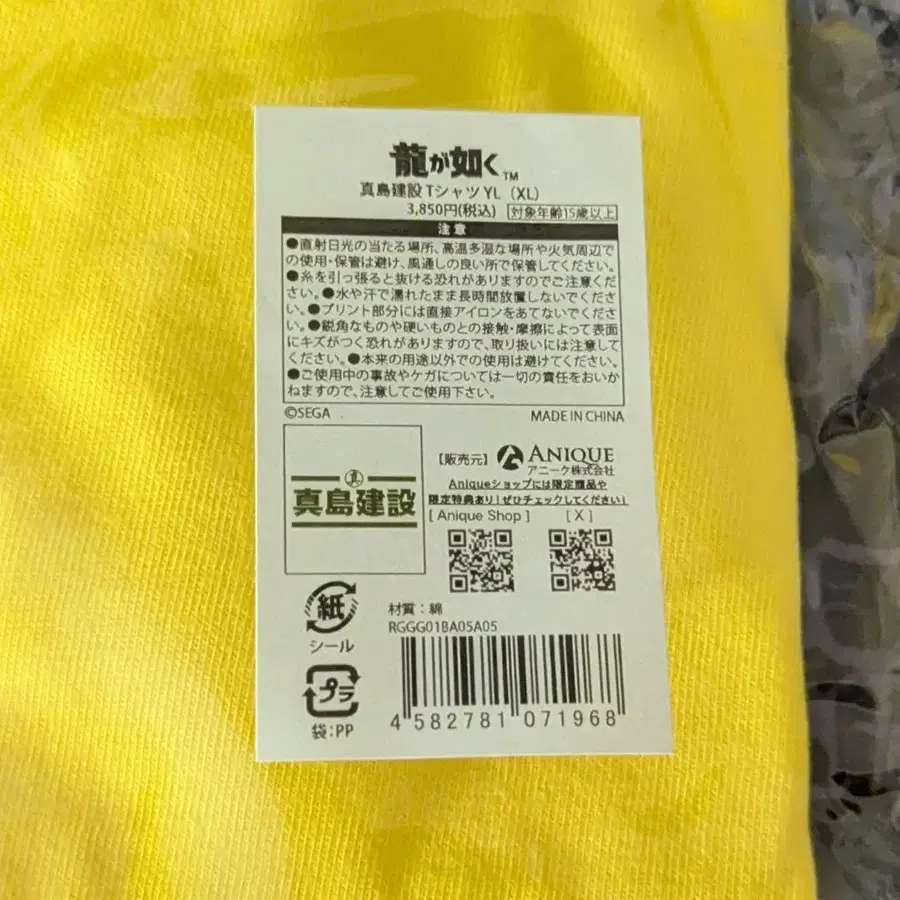 龍が如く™
真島建設 Tシャツ YL（XL）
3,850円(税込) 対象年齢15歳以上
注意
●直射日光の当たる場所、高温多湿な場所や火気周辺で
の使用・保管は避け、風通しの良い所で保管してください。
●糸を引っ張ると抜ける恐れがありますのでご注意くだ
さい。●水や汗で濡れたまま長時間放置しないでくださ
い。●プリント部分には直接アイロンをあてないでくださ
い。●鋭角なものや硬いものとの接触・摩擦によって表面
にキズがつく恐れがありますので、取り扱いには注意して
ください。●本来の用途以外での使用は避けてください。
●ご使用中の事故やケガについては一切の責任をおいか
ねますので、注意してご使用下さい。
©SEGA MADE IN CHINA
真島建設
【販売元】 ANIQUE
アニーク株式会社
Aniqueショップには限定商品や
限定特典あり！ぜひチェックしてください！
[ Anique Shop ] [ X ]
紙
シール
プラ
袋：PP
材質：綿
RGGG01BA05A05
4 582781 071968